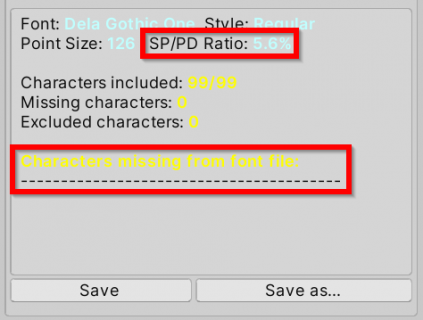 Font: Dela Gothic One Style: Regular
Point Size: 126 SP/PD Ratio: 5.6%
Characters included: 99/99
Missing characters: 0
Excluded characters: 0
Characters missing from font file:
----------------------------------------
Save Save as...